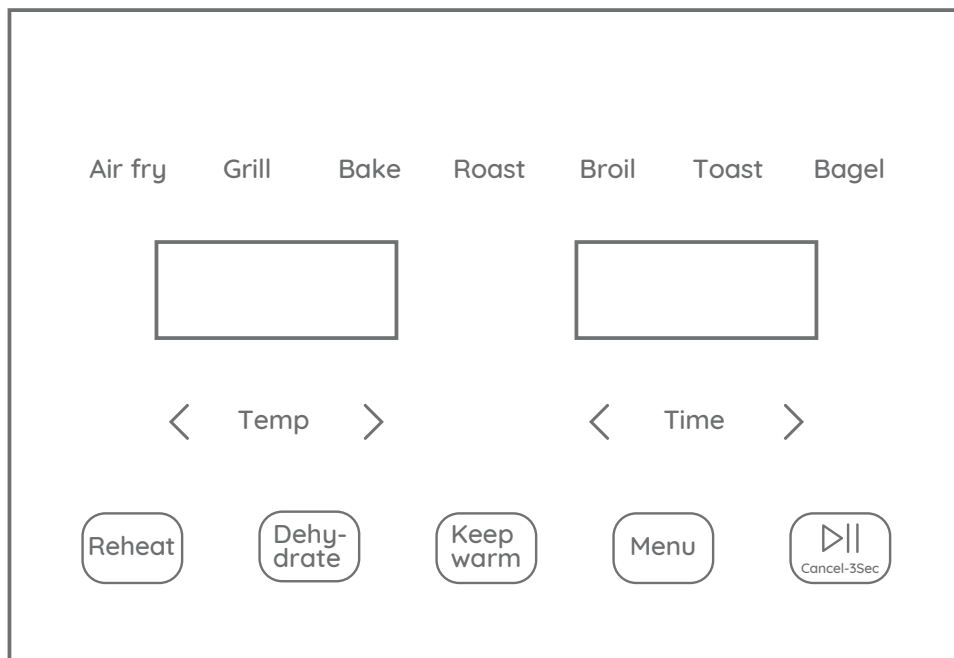 Air fry Grill Bake Roast Broil Toast Bagel
Temp Time
Reheat
Dehy-
drate
Keep
warm
Menu
Cancel-3Sec